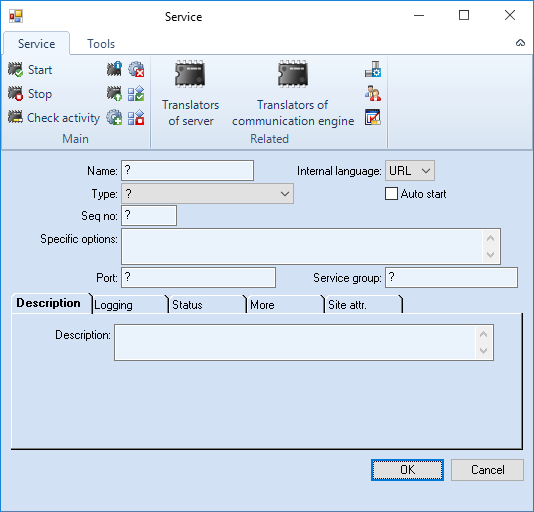 Service
Service Tools
Start
Stop
Check activity
Main
Translators
of server
Translators of
communication engine
Related
Name: ? Internal language: URL
Type: ? Auto start
Seq no: ?
Specific options:
Port: ? Service group: ?
Description Logging Status More Site attr.
Description:
OK Cancel